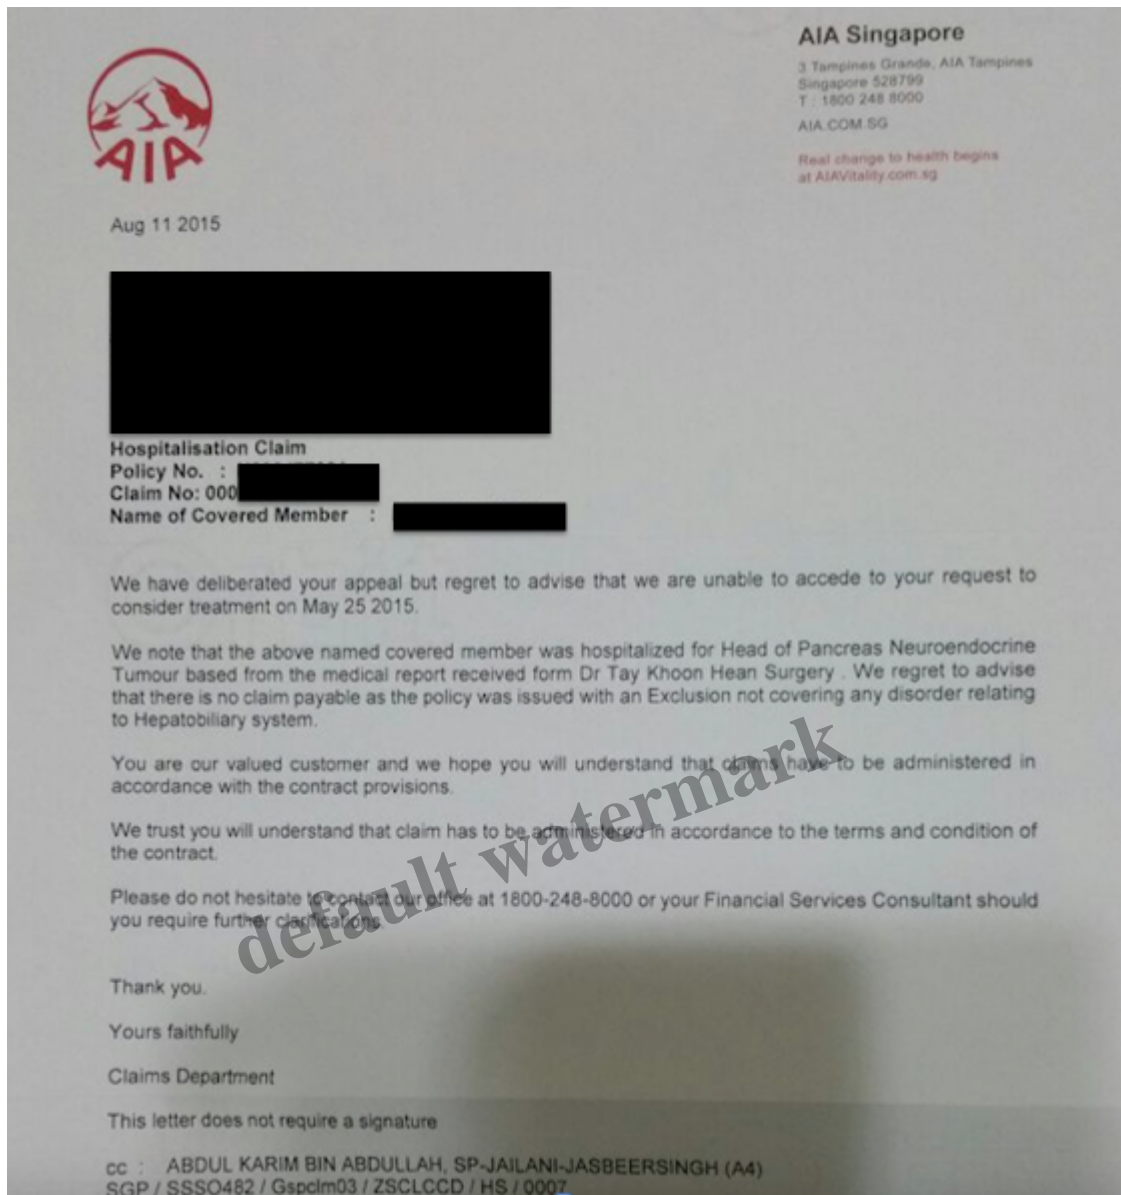 AIA
AIA Singapore
3 Tampines Grande, AIA Tampines
Singapore 528799
T : 1800 248 8000
AIA.COM.SG
Real change to health begins
at AIAVitality.com.sg
Aug 11 2015
Hospitalisation Claim
Policy No. :
Claim No: 000
Name of Covered Member :
We have deliberated your appeal but regret to advise that we are unable to accede to your request to
consider treatment on May 25 2015.
We note that the above named covered member was hospitalized for Head of Pancreas Neuroendocrine
Tumour based from the medical report received form Dr Tay Khoon Hean Surgery . We regret to advise
that there is no claim payable as the policy was issued with an Exclusion not covering any disorder relating
to Hepatobiliary system.
You are our valued customer and we hope you will understand that claims have to be administered in
accordance with the contract provisions.
We trust you will understand that claim has to be administered in accordance to the terms and condition of
the contract.
Please do not hesitate to contact our office at 1800-248-8000 or your Financial Services Consultant should
you require further clarifications.
default watermark
Thank you.
Yours faithfully
Claims Department
This letter does not require a signature
cc : ABDUL KARIM BIN ABDULLAH, SP-JAILANI-JASBEERSINGH (A4)
SGP / SSSO482 / Gspclm03 / ZSCLCCD / HS / 0007